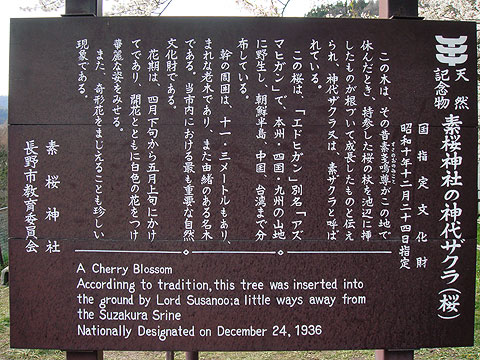 天然
記念物
素桜神社の神代ザクラ(桜)
国指定文化財
昭和十年十二月二十四日指定
すさのおのみこと
この木は、その昔素盞嗚尊がこの地で
休んだとき、持参した桜の杖を池辺に挿
したものが根づいて成長したものと伝え
られ、神代ザクラ又は、素ザクラと呼ば
れている。
この桜は、「エドヒガン」別名「アズ
マヒガン」で、本州・四国・九州の山地
に野生し、朝鮮半島・中国・台湾まで分
布している。
幹の周囲は、十一・三メートルもあり、
まれな老木であり、また由緒のある名木
である。当市内における最も重要な自然
文化財である。
花期は、四月下旬から五月上旬にかけ
てであり、開花とともに白色の花をつけ
華麗な姿をみせる。
また、奇形花をまじえることも珍しい
現象である。
素桜神社
長野市教育委員会
A Cherry Blossom
Accordinng to tradition,this tree was inserted into
the ground by Lord Susanoo:a little ways away from
the Suzakura Srine
Nationally Designated on December 24, 1936